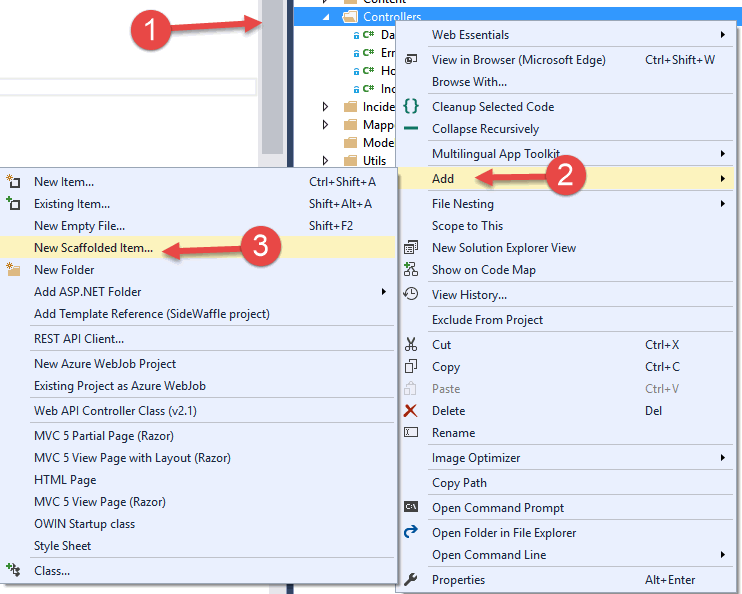 Content
1
Controllers
C# Da
C# Err
C# Ho
C# Inc
Incide
Mapp
Mode
Utils
Web Essentials
View in Browser (Microsoft Edge) Ctrl+Shift+W
Browse With...
{} Cleanup Selected Code
Collapse Recursively
Multilingual App Toolkit
Add
2
File Nesting
Scope to This
New Solution Explorer View
Show on Code Map
View History...
Exclude From Project
Cut Ctrl+X
Copy Ctrl+C
Paste Ctrl+V
Delete Del
Rename
Image Optimizer
Copy Path
C:\ Open Command Prompt
Open Folder in File Explorer
Open Command Line
Properties Alt+Enter
New Item... Ctrl+Shift+A
Existing Item... Shift+Alt+A
New Empty File... Shift+F2
New Scaffolded Item...
3
New Folder
Add ASP.NET Folder
Add Template Reference (SideWaffle project)
REST API Client...
New Azure WebJob Project
Existing Project as Azure WebJob
Web API Controller Class (v2.1)
MVC 5 Partial Page (Razor)
MVC 5 View Page with Layout (Razor)
HTML Page
MVC 5 View Page (Razor)
OWIN Startup class
Style Sheet
Class...